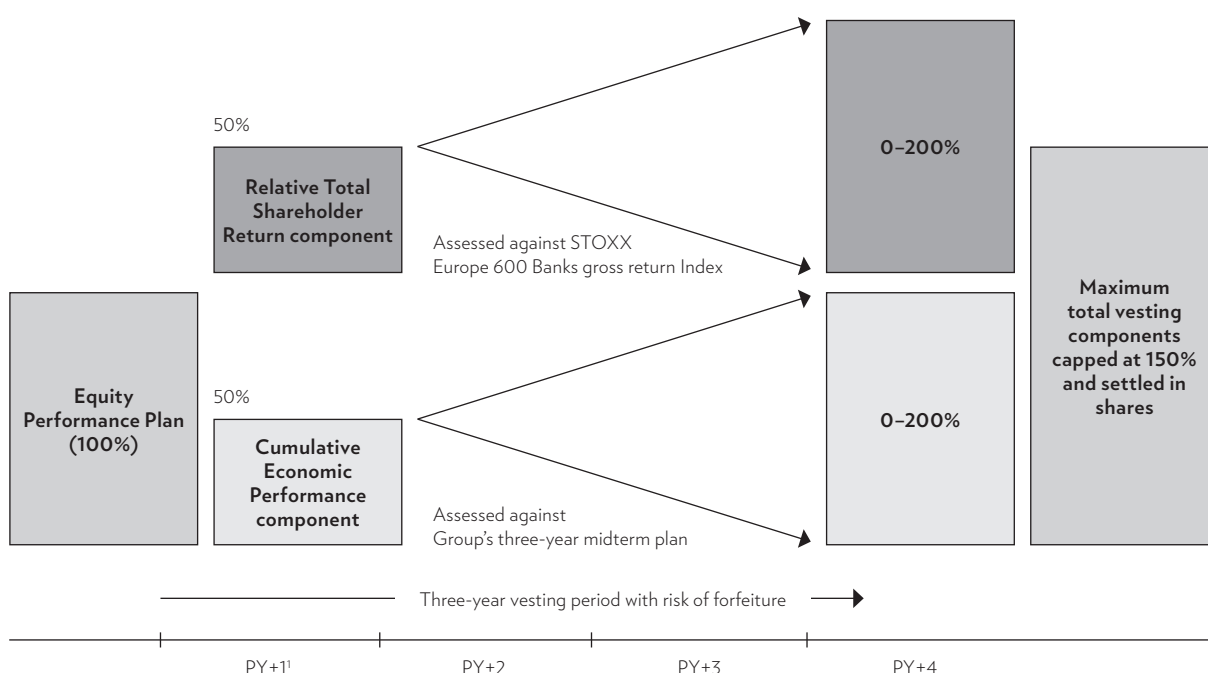 50%
Relative Total
Shareholder
Return component
Assessed against STOXX
Europe 600 Banks gross return Index
0–200%
Equity
Performance Plan
(100%)
50%
Cumulative
Economic
Performance
component
Assessed against
Group's three-year midterm plan
0–200%
Maximum
total vesting
components
capped at 150%
and settled in
shares
Three-year vesting period with risk of forfeiture
PY+1¹
PY+2
PY+3
PY+4